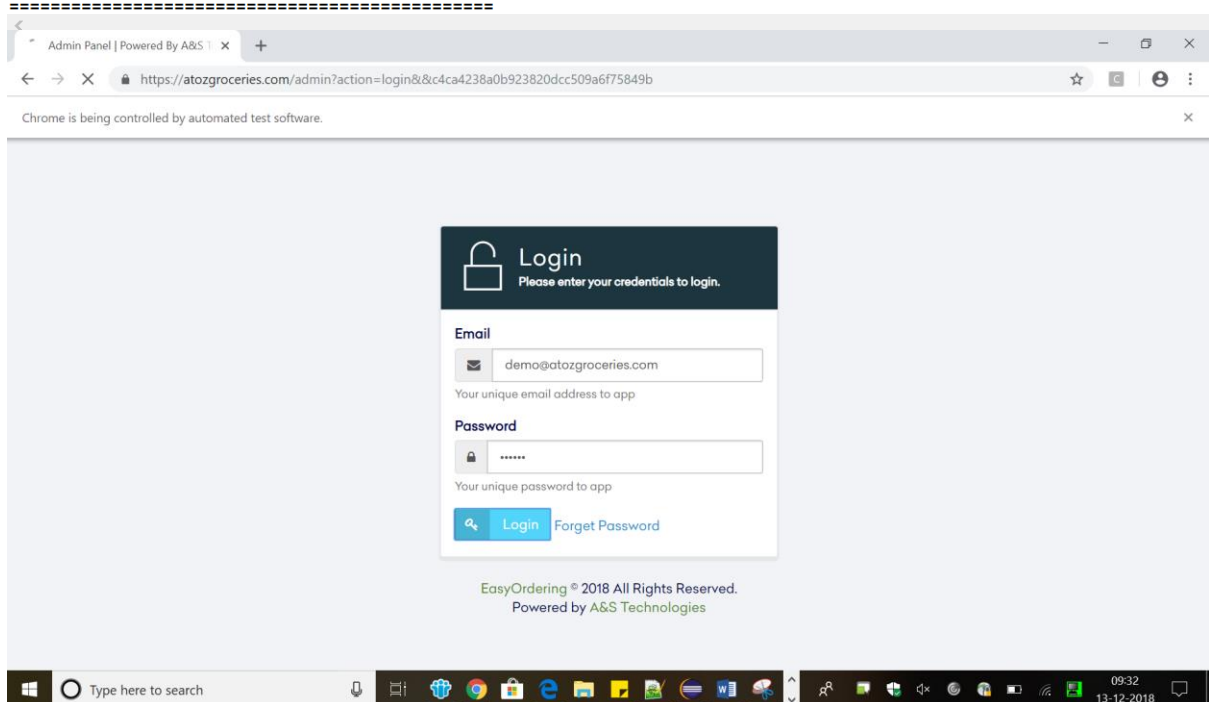 ===============================================
Admin Panel | Powered By A&S T
https://atozgroceries.com/admin?action=login&&c4ca4238a0b923820dcc509a6f75849b
Chrome is being controlled by automated test software.
Login
Please enter your credentials to login.
Email
demo@atozgroceries.com
Your unique email address to app
Password
••••••
Your unique password to app
Login Forget Password
EasyOrdering © 2018 All Rights Reserved.
Powered by A&S Technologies
Type here to search
09:32
13-12-2018